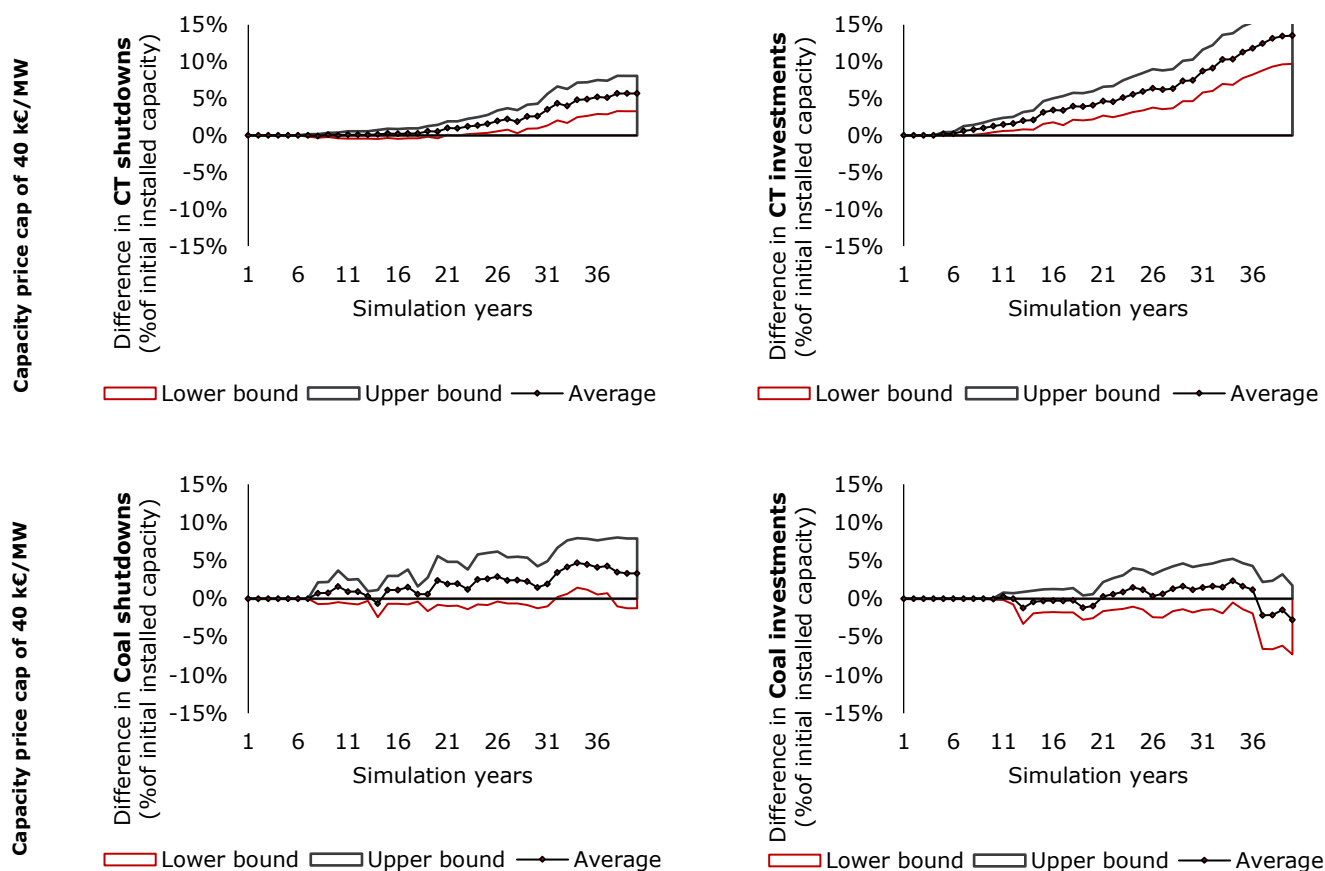 Capacity price cap of 40 k€/MW
Difference in CT shutdowns
(%of initial installed capacity)
15%
10%
5%
0%
-5%
-10%
-15%
1 6 11 16 21 26 31 36
Simulation years
Lower bound Upper bound Average
Difference in CT investments
(%of initial installed capacity)
15%
10%
5%
0%
-5%
-10%
-15%
1 6 11 16 21 26 31 36
Simulation years
Lower bound Upper bound Average
Capacity price cap of 40 k€/MW
Difference in Coal shutdowns
(%of initial installed capacity)
15%
10%
5%
0%
-5%
-10%
-15%
1 6 11 16 21 26 31 36
Simulation years
Lower bound Upper bound Average
Difference in Coal investments
(%of initial installed capacity)
15%
10%
5%
0%
-5%
-10%
-15%
1 6 11 16 21 26 31 36
Simulation years
Lower bound Upper bound Average